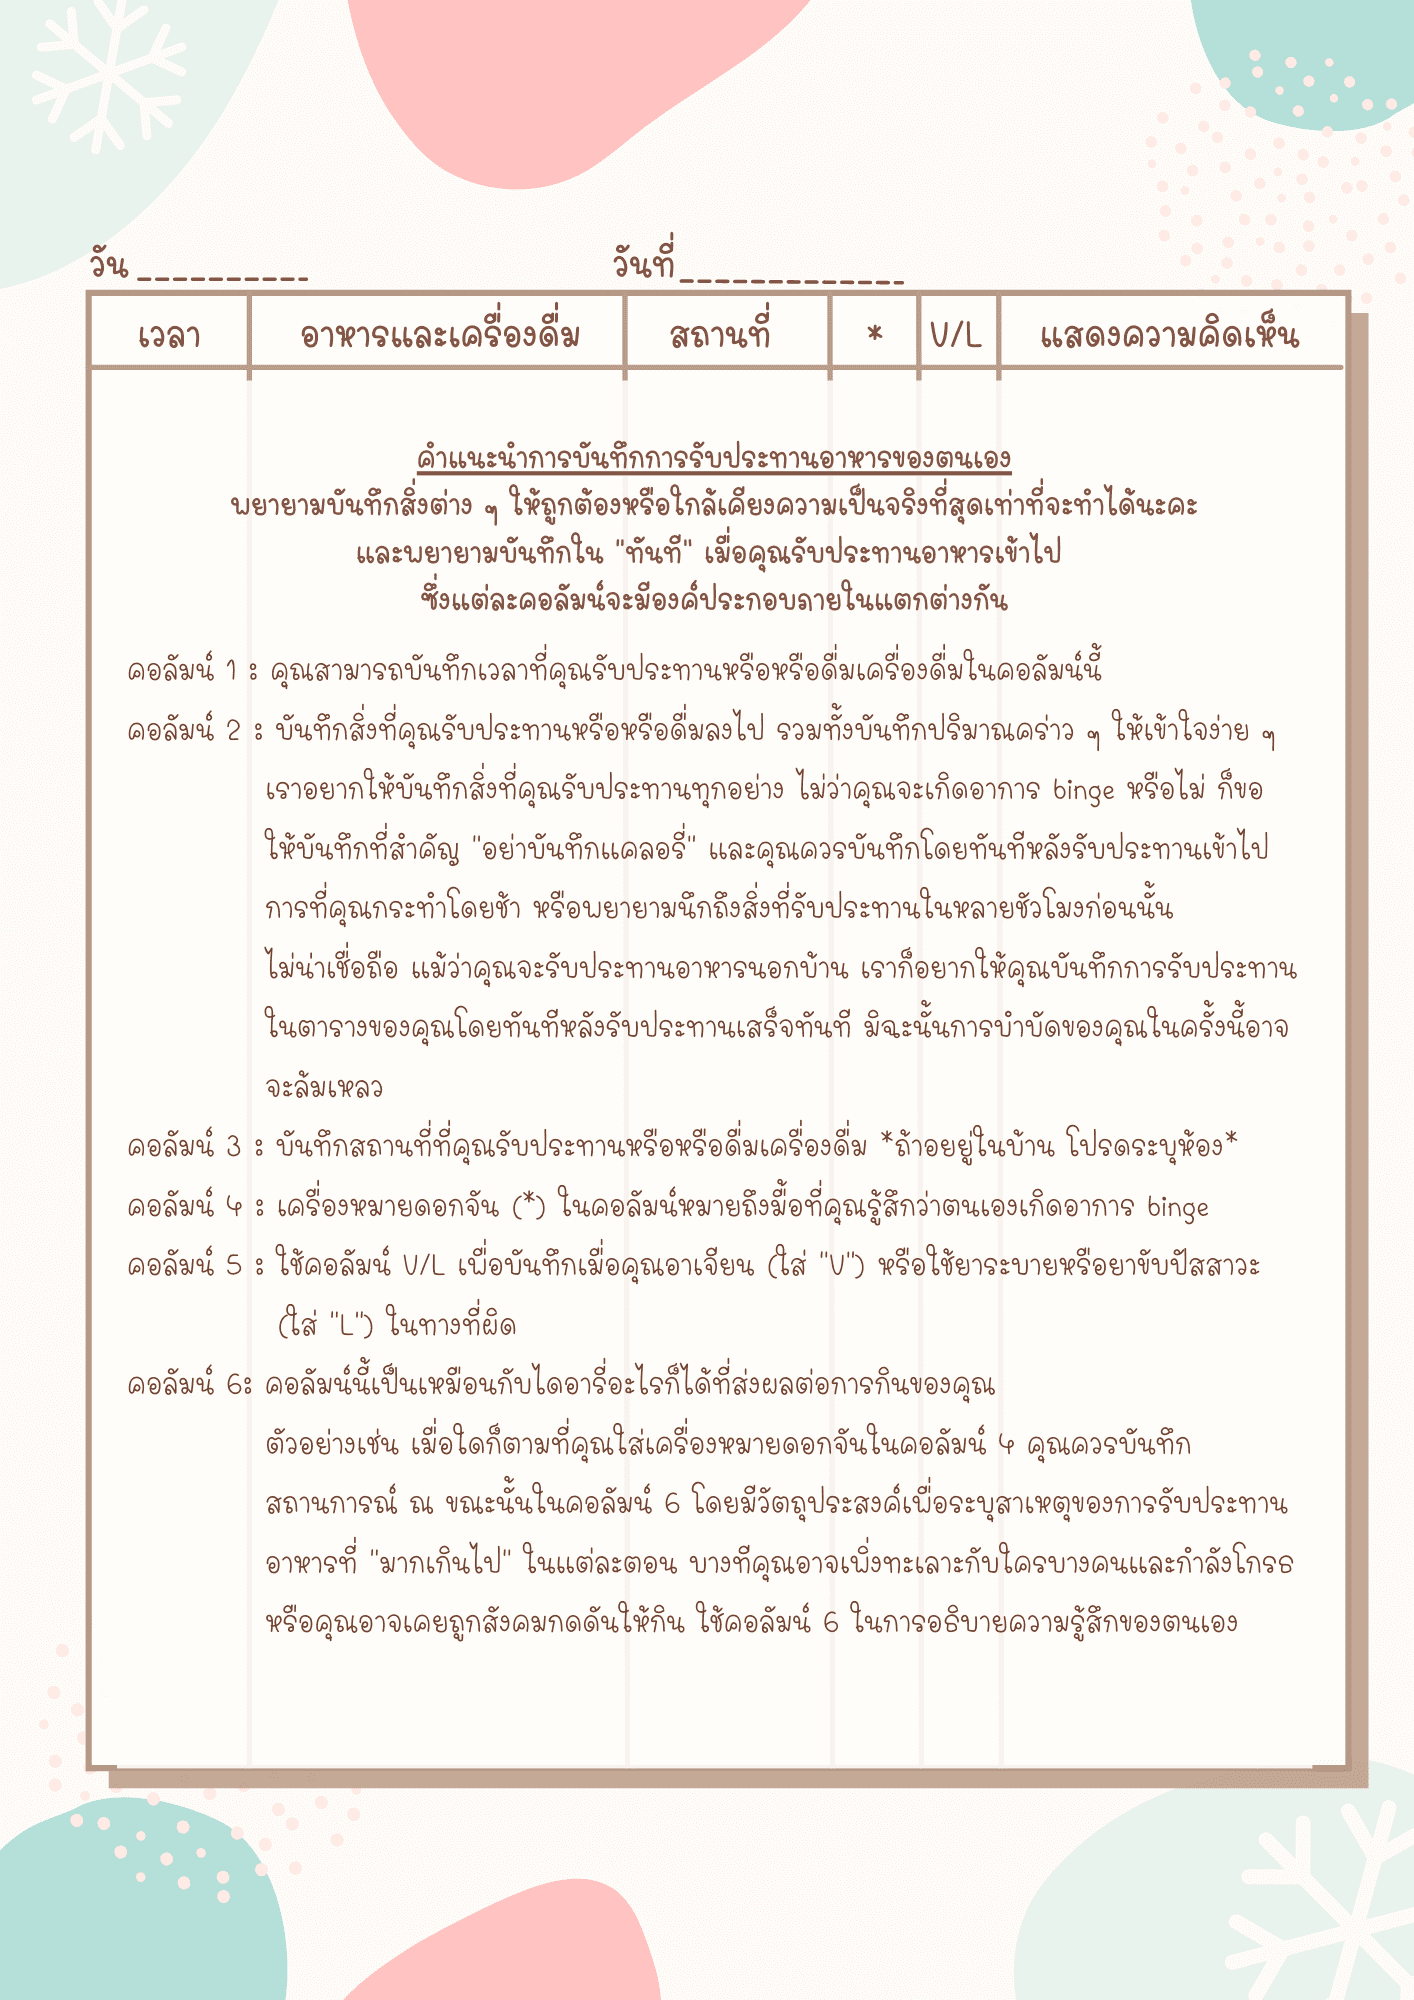 วัน __________ วันที่ _____________
เวลา อาหารและเครื่องดื่ม สถานที่ * V/L แสดงความคิดเห็น
คำแนะนำการบันทึกการรับประทานอาหารของตนเอง
พยายามบันทึกสิ่งต่าง ๆ ให้ถูกต้องหรือใกล้เคียงความเป็นจริงที่สุดเท่าที่จะทำได้นะคะ
และพยายามบันทึกใน "ทันที" เมื่อคุณรับประทานอาหารเข้าไป
ซึ่งแต่ละคอลัมน์จะมีองค์ประกอบภายในแตกต่างกัน
คอลัมน์ 1 : คุณสามารถบันทึกเวลาที่คุณรับประทานหรือหรือดื่มเครื่องดื่มในคอลัมน์นี้
คอลัมน์ 2 : บันทึกสิ่งที่คุณรับประทานหรือหรือดื่มลงไป รวมทั้งบันทึกปริมาณคร่าว ๆ ให้เข้าใจง่าย ๆ
เราอยากให้บันทึกสิ่งที่คุณรับประทานทุกอย่าง ไม่ว่าคุณจะเกิดอาการ binge หรือไม่ ก็ขอ
ให้บันทึกที่สำคัญ "อย่าบันทึกแคลอรี่" และคุณควรบันทึกโดยทันทีหลังรับประทานเข้าไป
การที่คุณกระทำโดยช้า หรือพยายามนึกถึงสิ่งที่รับประทานในหลายชัวโมงก่อนนั้น
ไม่น่าเชื่อถือ แม้ว่าคุณจะรับประทานอาหารนอกบ้าน เราก็อยากให้คุณบันทึกการรับประทาน
ในตารางของคุณโดยทันทีหลังรับประทานเสร็จทันที มิฉะนั้นการบำบัดของคุณในครั้งนี้อาจ
จะล้มเหลว
คอลัมน์ 3 : บันทึกสถานที่ที่คุณรับประทานหรือหรือดื่มเครื่องดื่ม *ถ้าอยยู่ในบ้าน โปรดระบุห้อง*
คอลัมน์ 4 : เครื่องหมายดอกจัน (*) ในคอลัมน์หมายถึงมื้อที่คุณรู้สึกว่าตนเองเกิดอาการ binge
คอลัมน์ 5 : ใช้คอลัมน์ V/L เพื่อบันทึกเมื่อคุณอาเจียน (ใส่ "V") หรือใช้ยาระบายหรือยาขับปัสสาวะ
(ใส่ "L") ในทางที่ผิด
คอลัมน์ 6: คอลัมน์นี้เป็นเหมือนกับไดอารี่อะไรก็ได้ที่ส่งผลต่อการกินของคุณ
ตัวอย่างเช่น เมื่อใดก็ตามที่คุณใส่เครื่องหมายดอกจันในคอลัมน์ 4 คุณควรบันทึก
สถานการณ์ ณ ขณะนั้นในคอลัมน์ 6 โดยมีวัตถุประสงค์เพื่อระบุสาเหตุของการรับประทาน
อาหารที่ "มากเกินไป" ในแต่ละตอน บางทีคุณอาจเพิ่งทะเลาะกับใครบางคนและกำลังโกรธ
หรือคุณอาจเคยถูกสังคมกดดันให้กิน ใช้คอลัมน์ 6 ในการอธิบายความรู้สึกของตนเอง